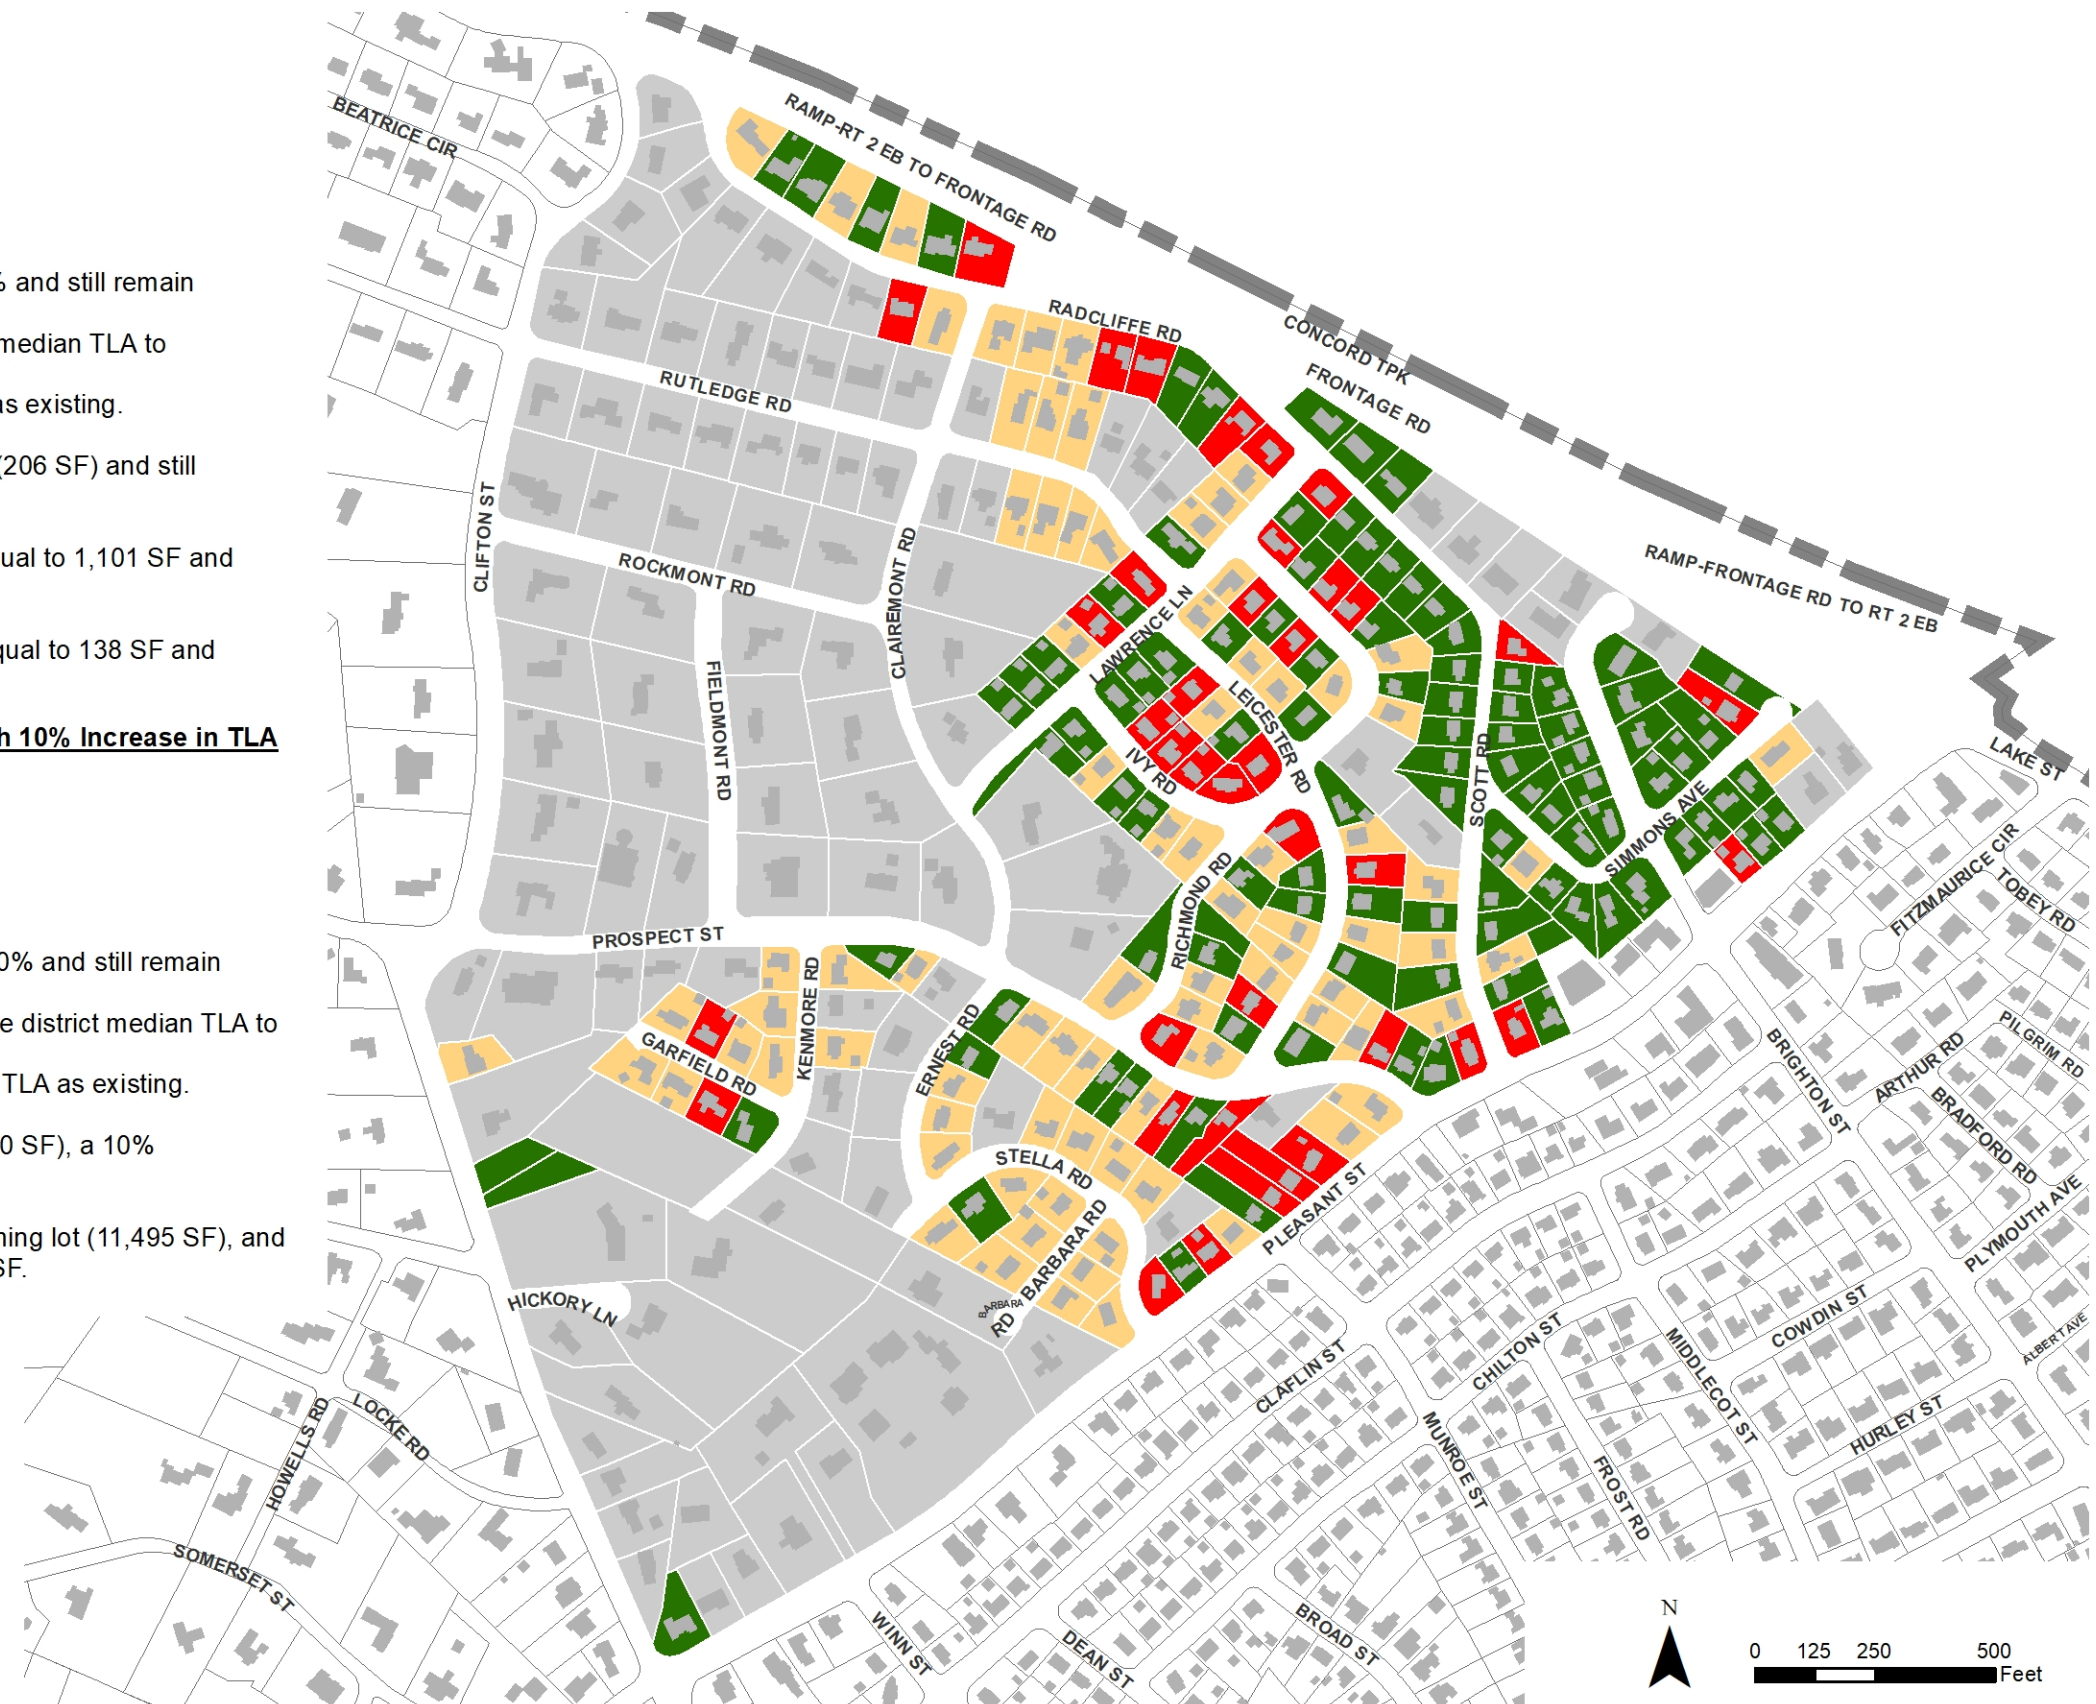 % and still remain
median TLA to
as existing.
(206 SF) and still
qual to 1,101 SF and
qual to 138 SF and
h 10% Increase in TLA
0% and still remain
e district median TLA to
TLA as existing.
0 SF), a 10%
ning lot (11,495 SF), and
SF.
BEATRICE CIR
RAMP-RT 2 EB TO FRONTAGE RD
RADCLIFFE RD
CONCORD TPK
FRONTAGE RD
RUTLEDGE RD
CLIFTON ST
ROCKMONT RD
CLAIREMONT RD
RAMP-FRONTAGE RD TO RT 2 EB
LAWRENCE LN
FIELDMONT RD
LEICESTER RD
IVY RD
SCOTT RD
LAKE ST
SIMMONS AVE
FITZMAURICE CIR
TOBEY RD
RICHMOND RD
PROSPECT ST
KENMORE RD
GARFIELD RD
ERNEST RD
BRIGHTON ST
ARTHUR RD
PILGRIM RD
BRADFORD RD
STELLA RD
BARBARA RD
PLEASANT ST
PLYMOUTH AVE
HICKORY LN
BARBARA
RD
CLAFLIN ST
CHILTON ST
MIDDLECOT ST
COWDIN ST
ALBERT AVE
HURLEY ST
LOCKE RD
HOWELLS RD
MUNROE ST
FROST RD
SOMERSET ST
WINN ST
DEAN ST
BROAD ST
N
0 125 250 500
Feet